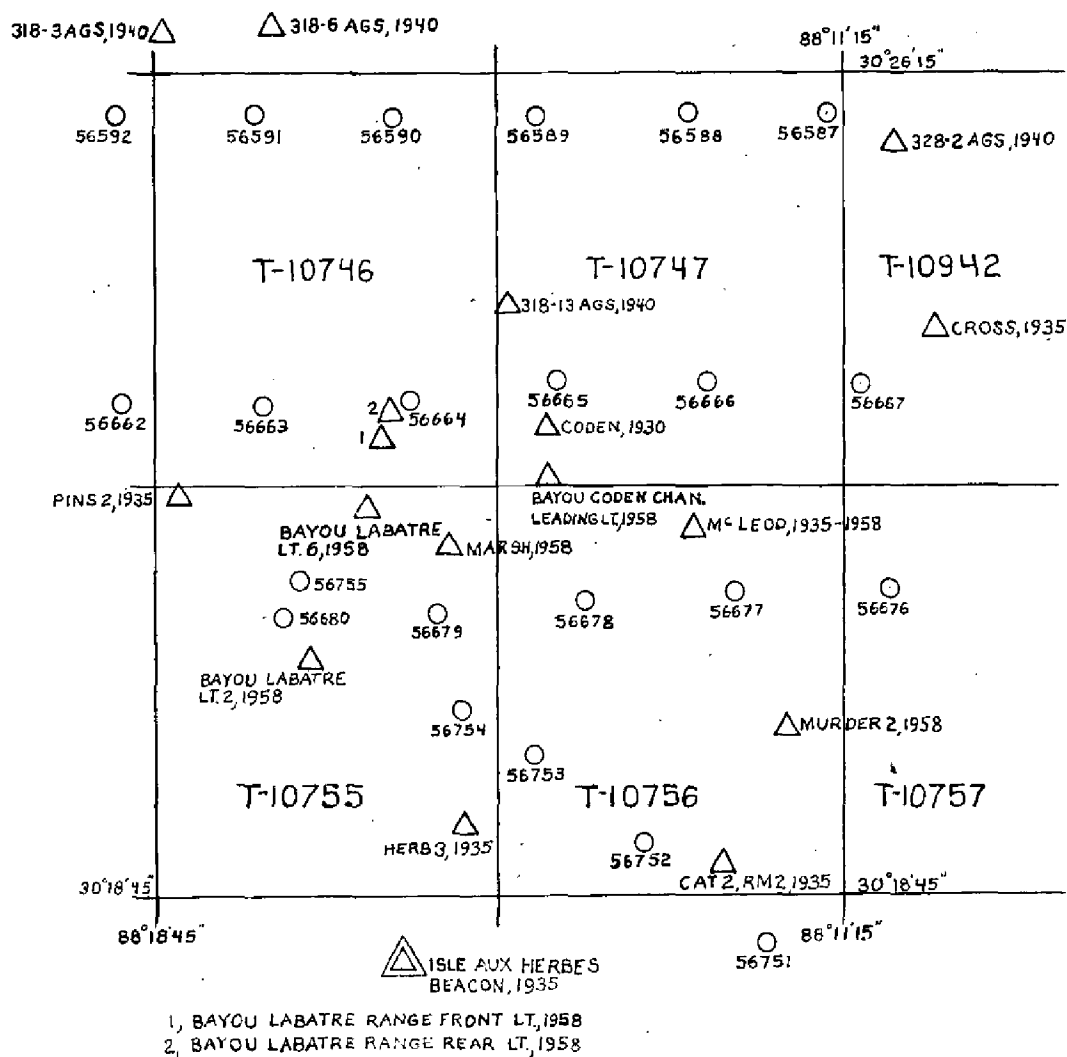 318-3 AGS, 1940
318-6 AGS, 1940
88°11'15"
30°26'15"
56592
56591
56590
56589
56588
56587
328-2 AGS, 1940
T-10746
T-10747
T-10942
318-13 AGS, 1940
CROSS, 1935
56662
56663
2
56664
1
56665
56666
56667
CODEN, 1930
PINS 2, 1935
BAYOU LABATRE
LT. 6, 1958
MARSH, 1958
BAYOU CODEN CHAN.
LEADING LT, 1958
McLEOD, 1935-1958
56755
56680
56679
56678
56677
56676
BAYOU LABATRE
LT. 2, 1958
56754
56753
MURDER 2, 1958
T-10755
T-10756
T-10757
HERB 3, 1935
56752
CAT 2, RM 2, 1935
30°18'45"
30°18'45"
88°18'45"
88°11'15"
56751
ISLE AUX HERBES
BEACON, 1935
1, BAYOU LABATRE RANGE FRONT LT., 1958
2, BAYOU LABATRE RANGE REAR LT., 1958